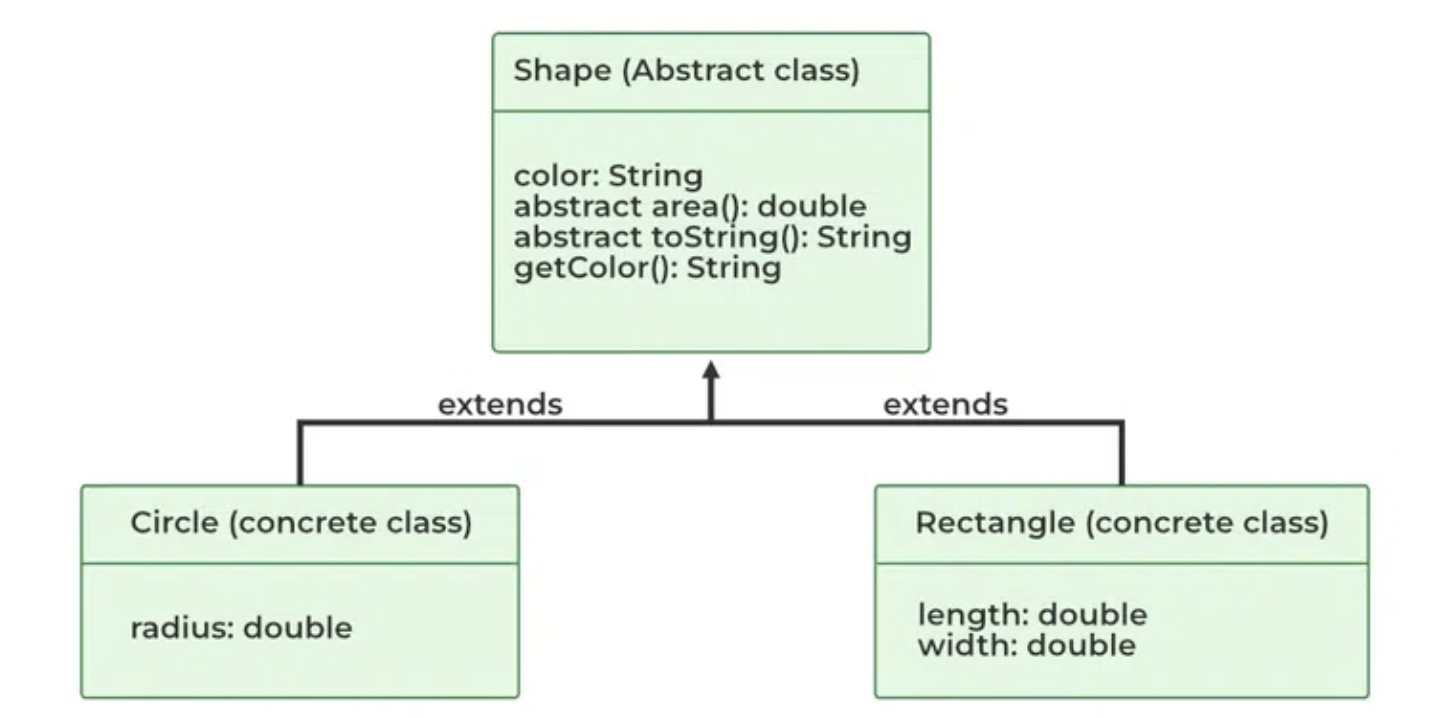 Shape (Abstract class)
color: String
abstract area(): double
abstract toString(): String
getColor(): String
extends
extends
Circle (concrete class)
radius: double
Rectangle (concrete class)
length: double
width: double